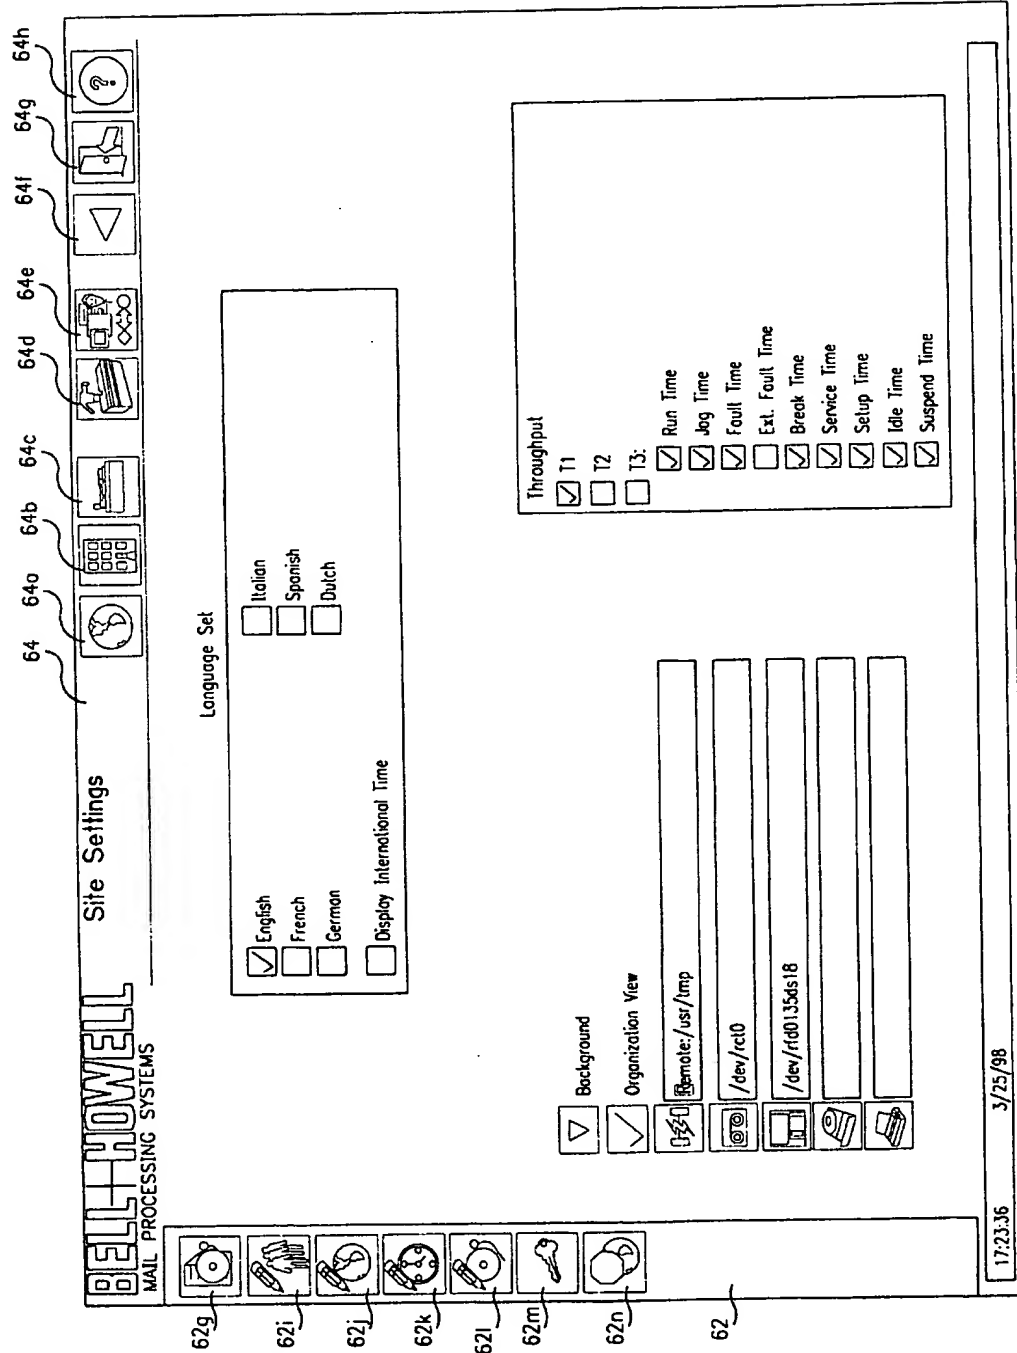 BELL+HOWELL
MAIL PROCESSING SYSTEMS
Site Settings
64
64a
64b
64c
64d
64e
64f
64g
64h
?
62g
62i
62j
62k
62l
62m
62n
62
Language Set
English
French
German
Italian
Spanish
Dutch
Display International Time
Background
Organization View
Remote:/usr/tmp
/dev/rct0
/dev/rfd0135ds18
Throughput
T1
T2
T3:
Run Time
Jog Time
Fault Time
Ext. Fault Time
Break Time
Service Time
Setup Time
Idle Time
Suspend Time
17:23:36
3/25/98